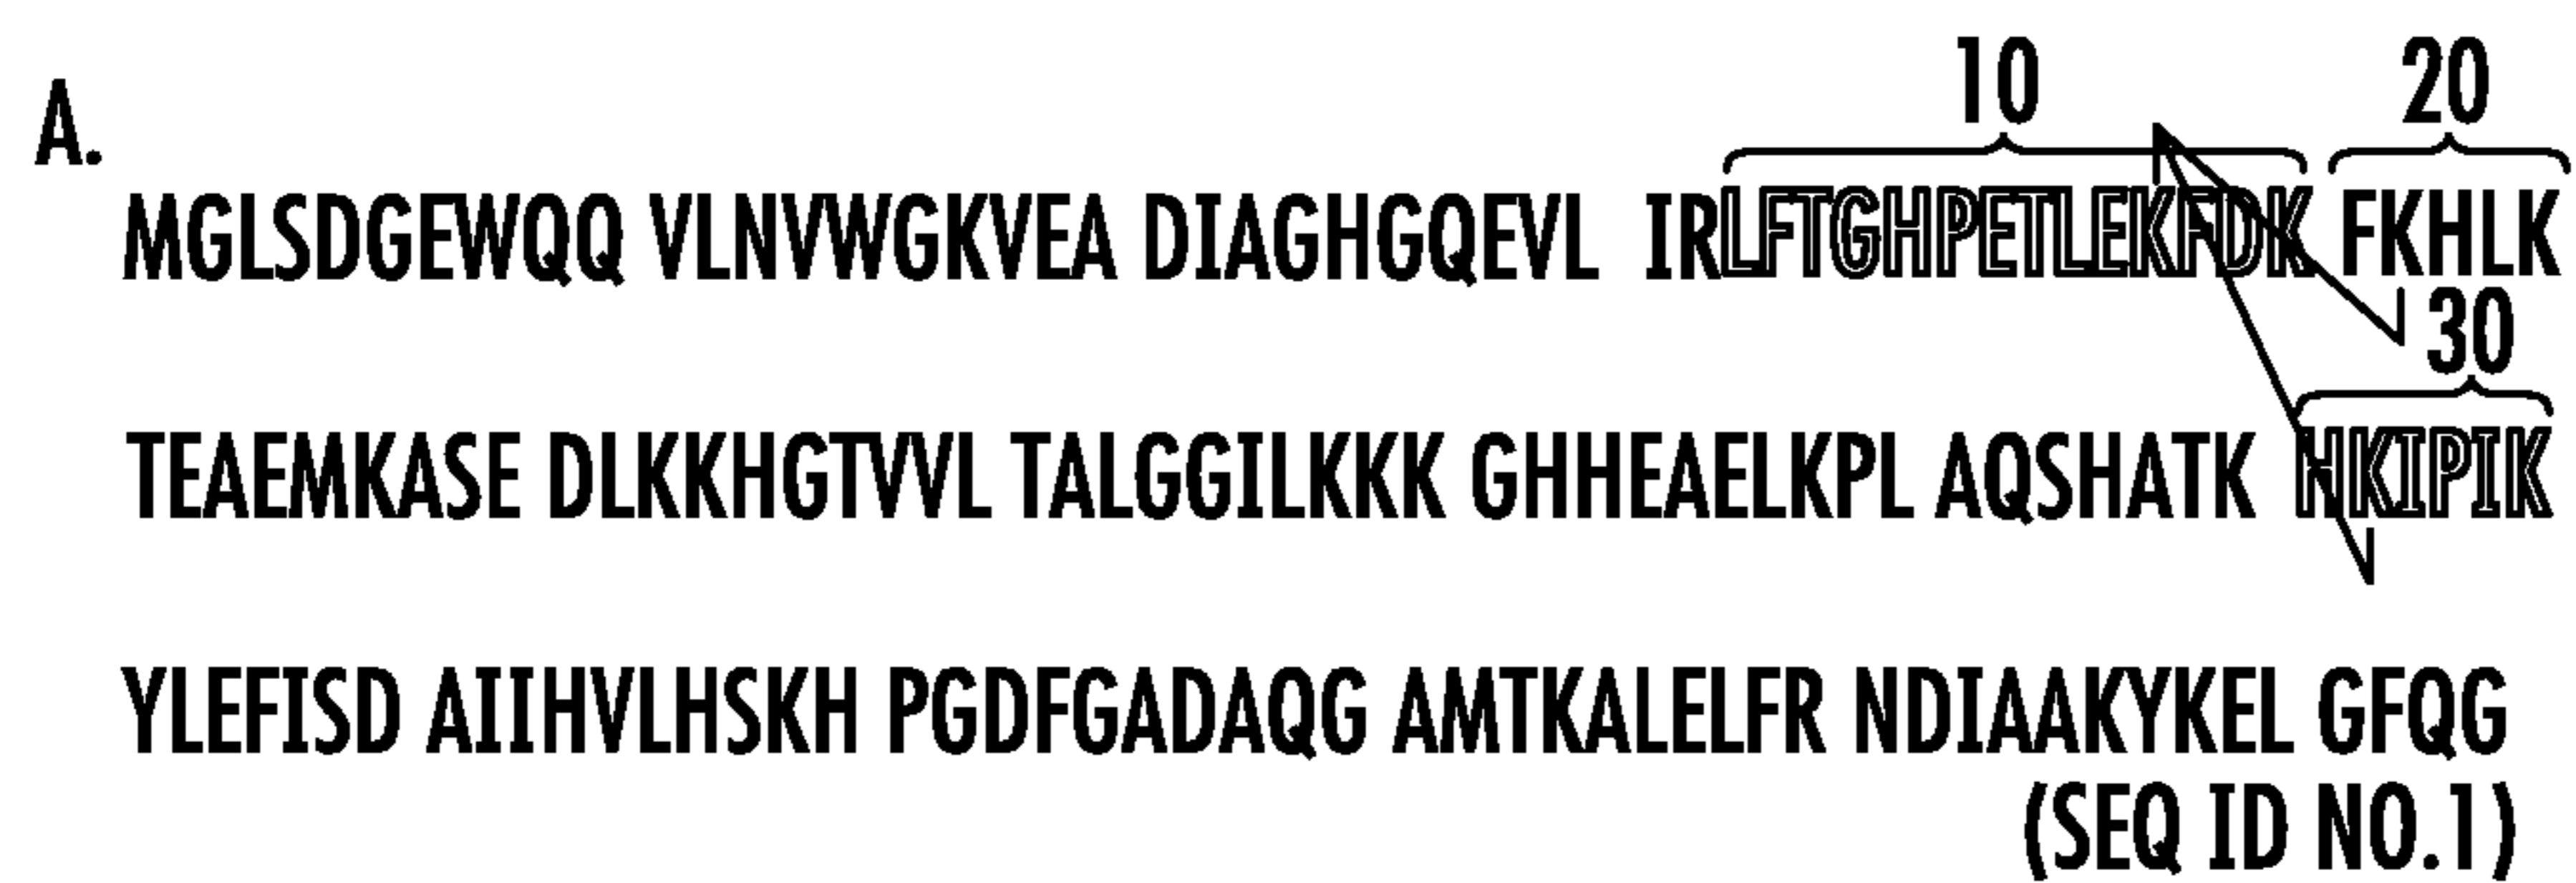 A.
10 20
MGLSDGEWQQ VLNVWGKVEA DIAGHGQEVL IRLFTGHPETLEKFDK FKHLK
30
TEAEMKASE DLKKHGTVVL TALGGILKKK GHHEAELKPL AQSHATK HKIPIK
YLEFISD AIIHVLHSKH PGDFGADAQG AMTKALELFR NDIAAKYKEL GFQG
(SEQ ID NO.1)